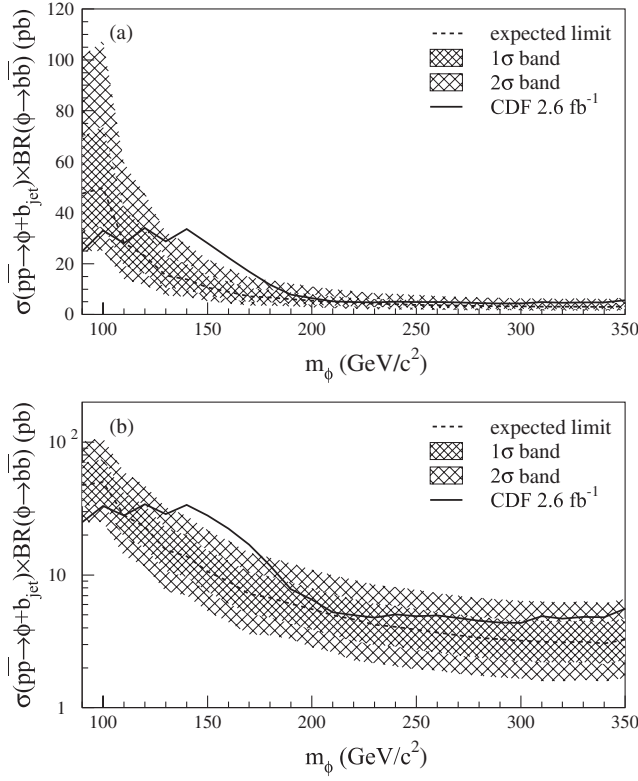 (a)
expected limit
1σ band
2σ band
CDF 2.6 fb⁻¹
σ(pp̅→φ+b_jet)×BR(φ→bb̅) (pb)
120
100
80
60
40
20
0
100 150 200 250 300 350
m_φ (GeV/c²)
(b)
expected limit
1σ band
2σ band
CDF 2.6 fb⁻¹
σ(pp̅→φ+b_jet)×BR(φ→bb̅) (pb)
10²
10
1
100 150 200 250 300 350
m_φ (GeV/c²)